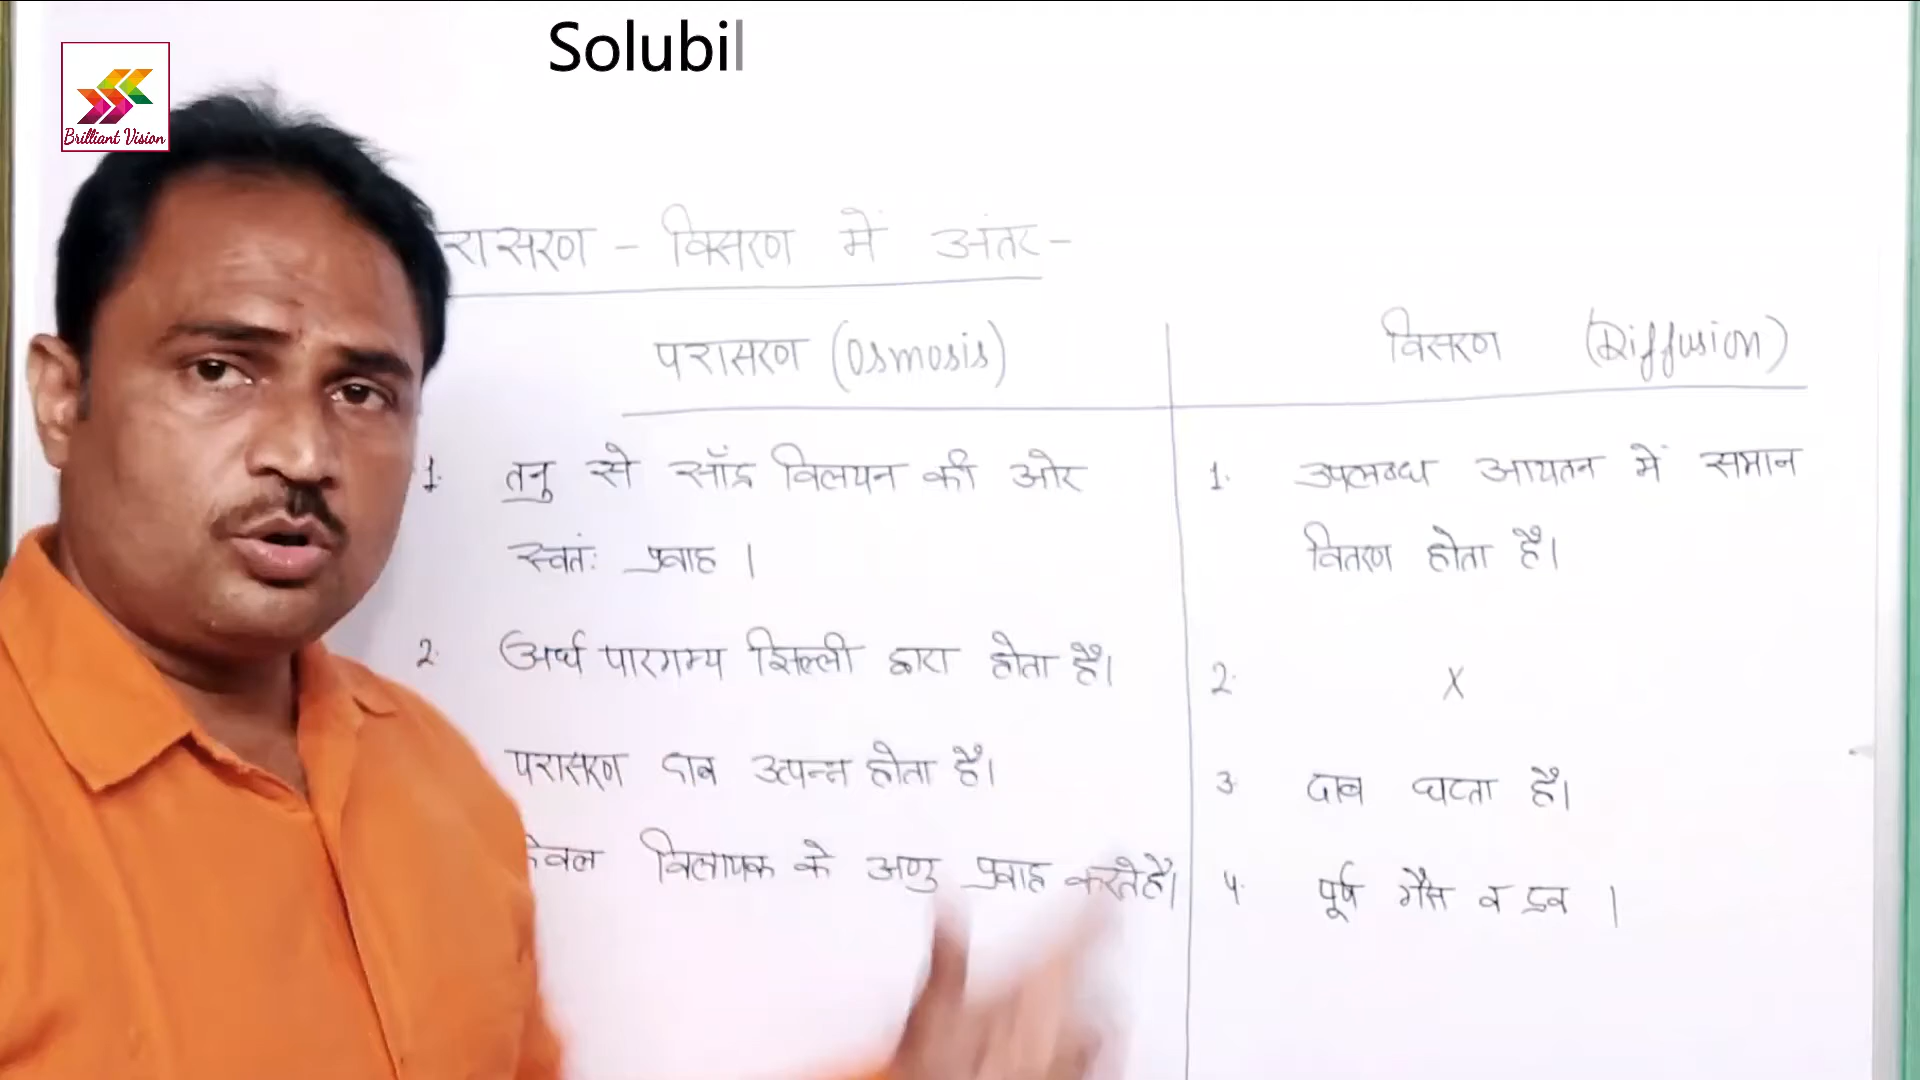 Solubil
Brilliant Vision
रासरण - विसरण में अंतर-
परासरण (Osmosis)
विसरण (Diffusion)
1. तनु से सॉंद्र विलयन की ओर
स्वतंः प्रवाह ।
2. अर्ध पारगम्य झिल्ली द्वारा होता है।
परासरण दाब उत्पन्न होता है।
केवल विलायक के अणु प्रवाह करते है।
1. उपलब्ध आयतन में समान
वितरण होता है।
2. X
3. दाब घटता है।
4. पूर्ण गैस व द्रव ।